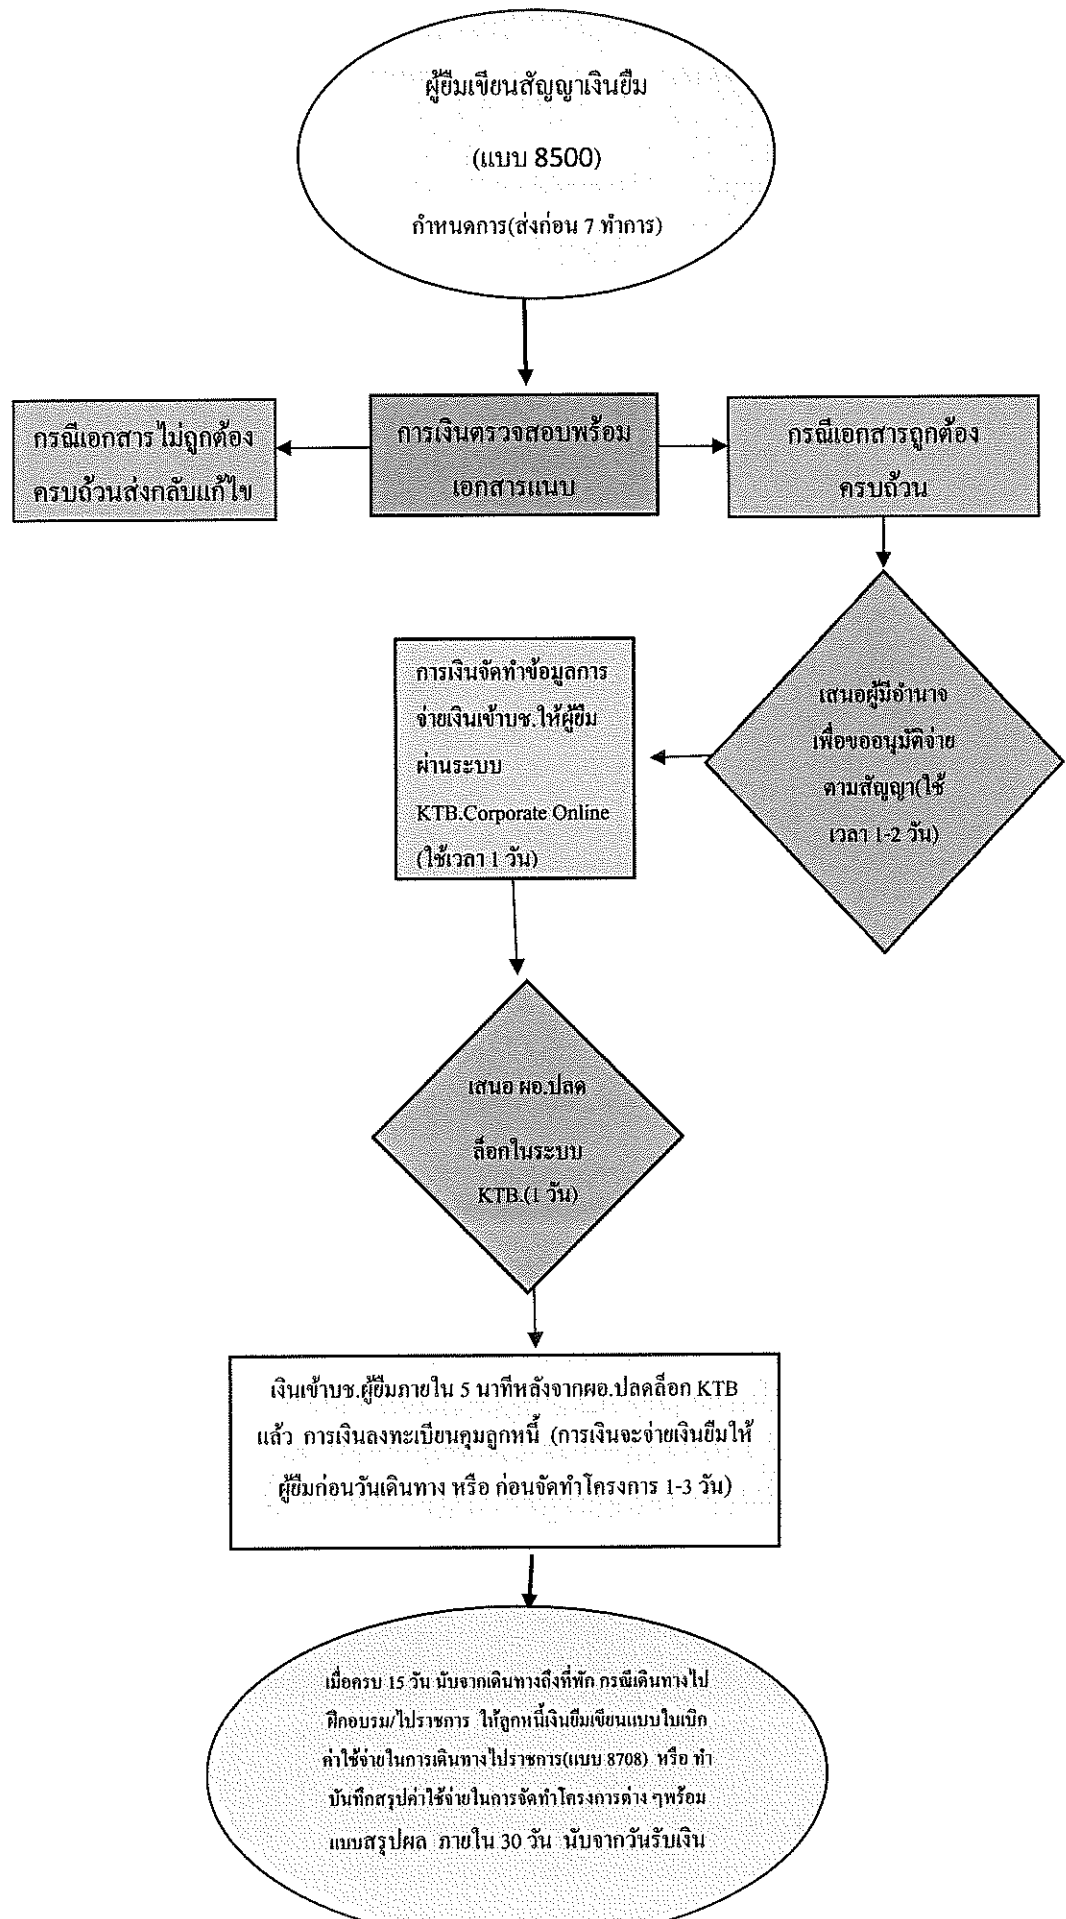 ผู้ยืมเขียนสัญญาเงินยืม
(แบบ 8500)
กำหนดการ(ส่งก่อน 7 ทำการ)
กรณีเอกสารไม่ถูกต้อง
ครบถ้วนส่งกลับแก้ไข
การเงินตรวจสอบพร้อม
เอกสารแนบ
กรณีเอกสารถูกต้อง
ครบถ้วน
เสนอผู้มีอำนาจ
เพื่อขออนุมัติจ่าย
ตามสัญญา(ใช้
เวลา 1-2 วัน)
การเงินจัดทำข้อมูลการ
จ่ายเงินเข้าบช.ให้ผู้ยืม
ผ่านระบบ
KTB.Corporate Online
(ใช้เวลา 1 วัน)
เสนอ ผอ.ปลด
ล็อกในระบบ
KTB.(1 วัน)
เงินเข้าบช.ผู้ยืมภายใน 5 นาทีหลังจากผอ.ปลดล็อก KTB
แล้ว การเงินลงทะเบียนคุมลูกหนี้ (การเงินจะจ่ายเงินยืมให้
ผู้ยืมก่อนวันเดินทาง หรือ ก่อนจัดทำโครงการ 1-3 วัน)
เมื่อครบ 15 วัน นับจากเดินทางถึงที่พัก กรณีเดินทางไป
ฝึกอบรม/ไปราชการ ให้ลูกหนี้เงินยืมเขียนแบบใบเบิก
ค่าใช้จ่ายในการเดินทางไปราชการ(แบบ 8708) หรือ ทำ
บันทึกสรุปค่าใช้จ่ายในการจัดทำโครงการต่าง ๆพร้อม
แบบสรุปผล ภายใน 30 วัน นับจากวันรับเงิน